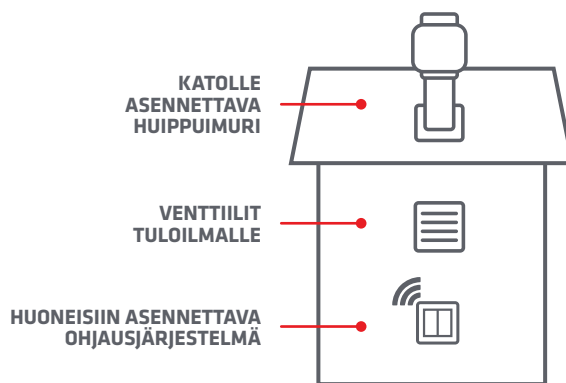 KATOLLE
ASENNETTAVA
HUIPPUIMURI
VENTTIILIT
TULOILMALLE
HUONEISIIN ASENNETTAVA
OHJAUSJÄRJESTELMÄ